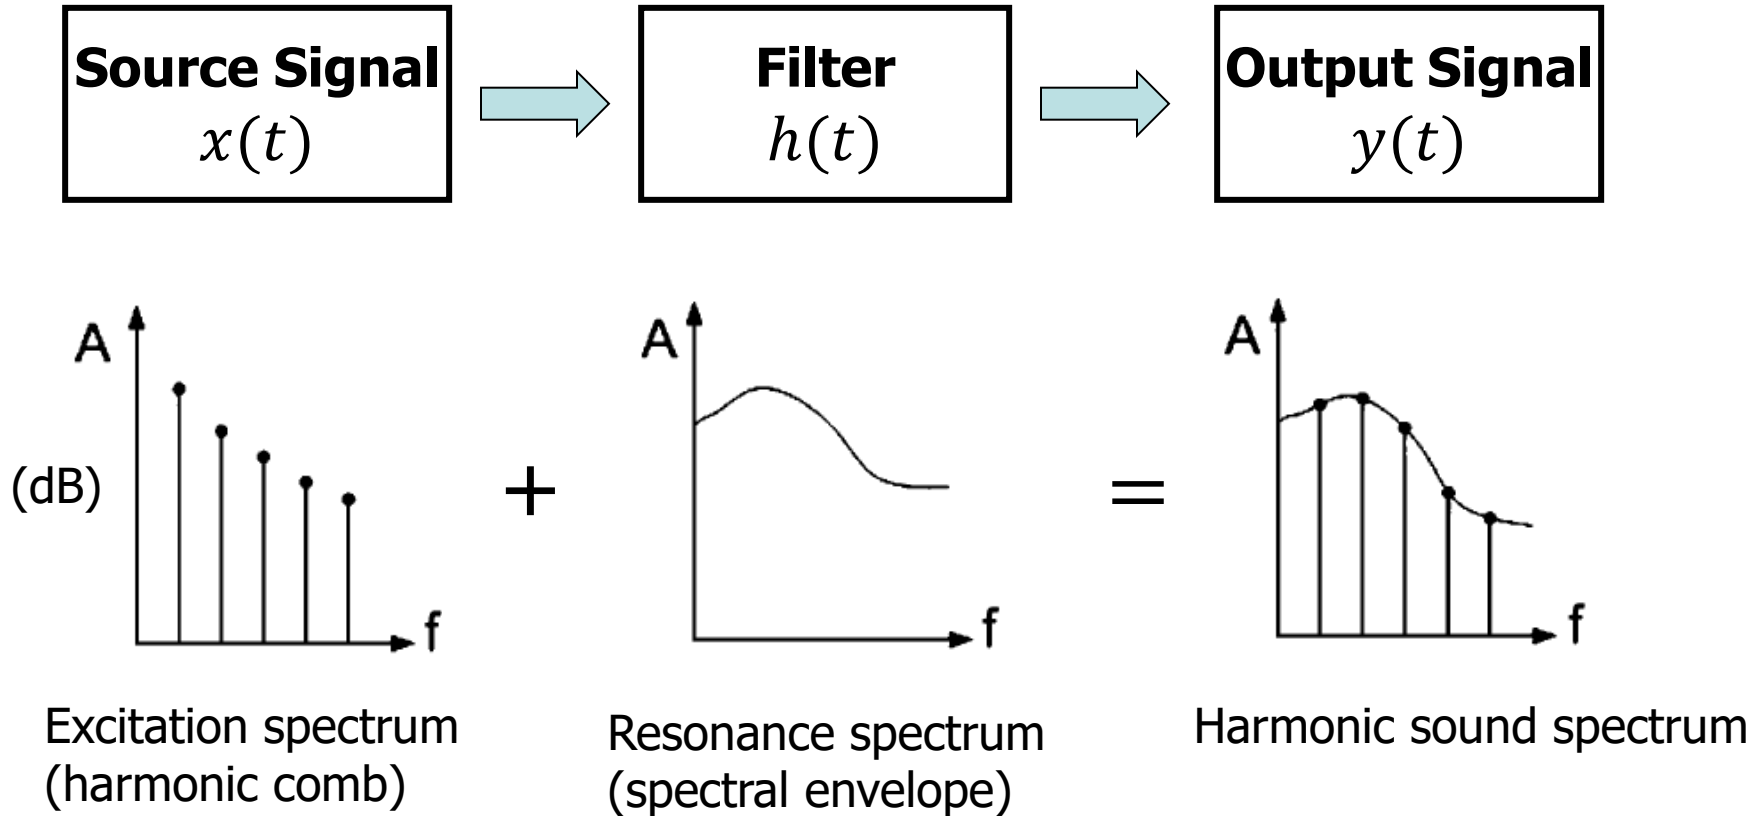 Source Signal
x(t)
Filter
h(t)
Output Signal
y(t)
A
(dB)
f
+
A
f
=
A
f
Excitation spectrum
(harmonic comb)
Resonance spectrum
(spectral envelope)
Harmonic sound spectrum